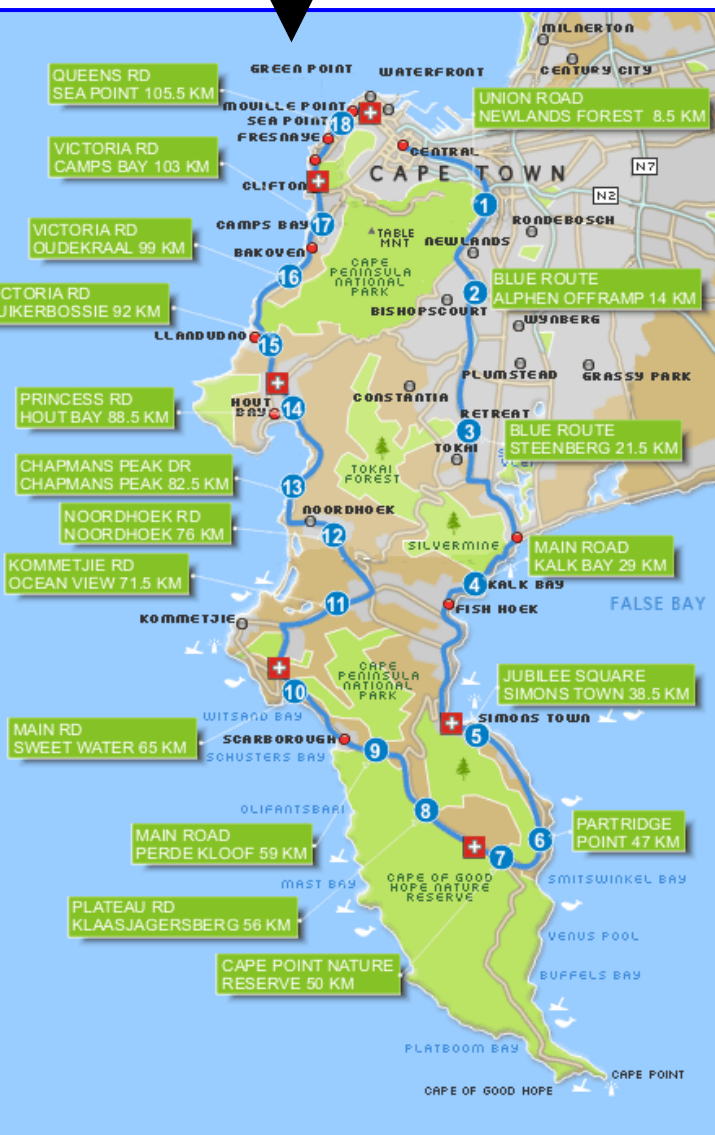 MILNERTON
GREEN POINT
WATERFRONT
CENTURY CITY
QUEENS RD
SEA POINT 105.5 KM
MOUILLE POINT
SEA POINT
18
FRESNAYE
UNION ROAD
NEWLANDS FOREST 8.5 KM
VICTORIA RD
CAMPS BAY 103 KM
CENTRAL
CAPE TOWN
N7
CLIFTON
N2
1
VICTORIA RD
OUDEKRAAL 99 KM
CAMPS BAY
17
RONDEBOSCH
TABLE
MNT
NEWLANDS
BAKOVEN
CAPE
PENINSULA
NATIONAL
PARK
16
2
BLUE ROUTE
ALPHEN OFFRAMP 14 KM
CTORIA RD
UIKERBOSSIE 92 KM
BISHOPSCOURT
WYNBERG
LLANDUDNO
15
PLUMSTEAD
GRASSY PARK
PRINCESS RD
HOUT BAY 88.5 KM
HOUT
BAY
14
CONSTANTIA
RETREAT
3
BLUE ROUTE
STEENBERG 21.5 KM
TOKAI
VLEI
CHAPMANS PEAK DR
CHAPMANS PEAK 82.5 KM
13
TOKAI
FOREST
NOORDHOEK RD
NOORDHOEK 76 KM
NOORDHOEK
12
SILVERMINE
MAIN ROAD
KALK BAY 29 KM
KOMMETJIE RD
OCEAN VIEW 71.5 KM
4
KALK BAY
11
FISH HOEK
FALSE BAY
KOMMETJIE
CAPE
PENINSULA
NATIONAL
PARK
JUBILEE SQUARE
SIMONS TOWN 38.5 KM
10
WITSAND BAY
SIMONS TOWN
MAIN RD
SWEET WATER 65 KM
SCARBOROUGH
5
9
SCHUSTERS BAY
OLIFANTSBAAI
8
MAIN ROAD
PERDE KLOOF 59 KM
PARTRIDGE
POINT 47 KM
6
7
MAST BAY
CAPE OF GOOD
HOPE NATURE
RESERVE
SMITSWINKEL BAY
PLATEAU RD
KLAASJAGERSBERG 56 KM
VENUS POOL
CAPE POINT NATURE
RESERVE 50 KM
BUFFELS BAY
PLATBOOM BAY
CAPE POINT
CAPE OF GOOD HOPE